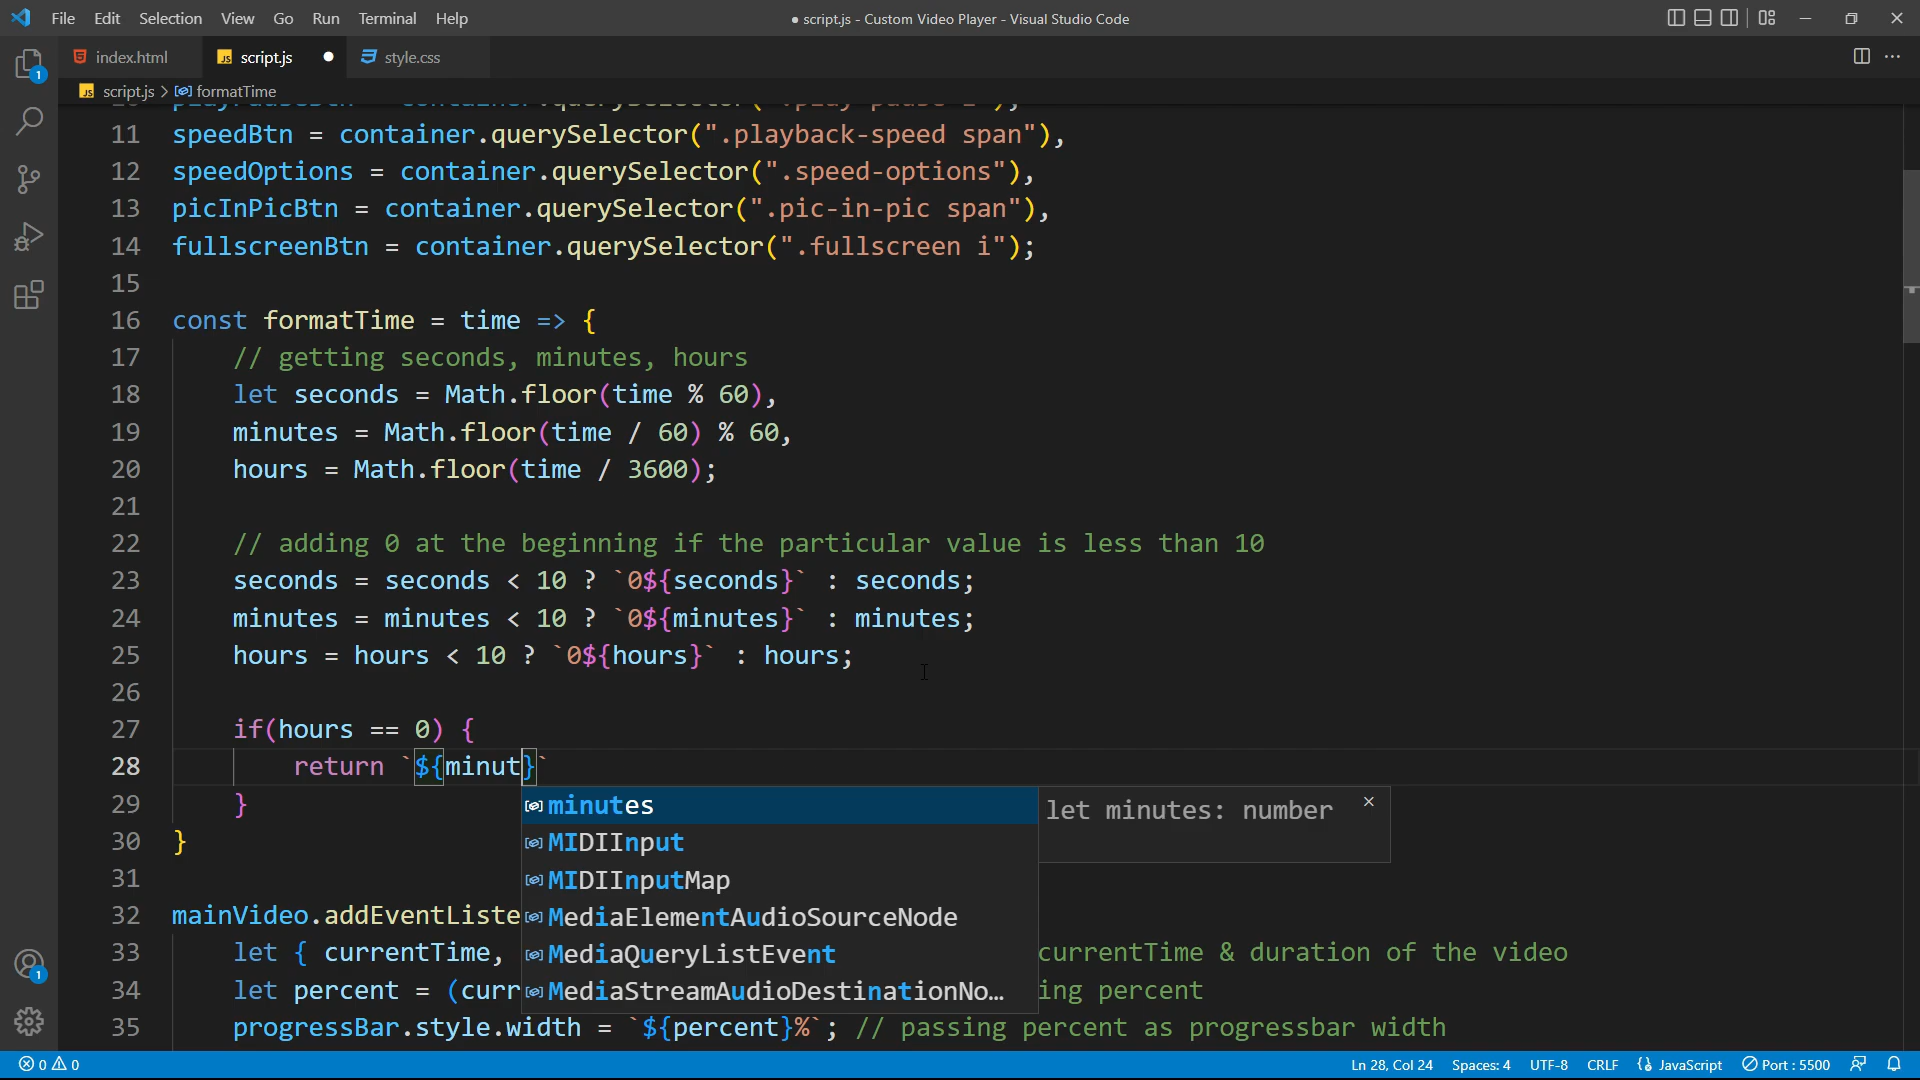 File Edit Selection View Go Run Terminal Help
● script.js - Custom Video Player - Visual Studio Code
index.html JS script.js ● style.css
JS script.js > formatTime
11 speedBtn = container.querySelector(".playback-speed span"),
12 speedOptions = container.querySelector(".speed-options"),
13 picInPicBtn = container.querySelector(".pic-in-pic span"),
14 fullscreenBtn = container.querySelector(".fullscreen i");
15
16 const formatTime = time => {
17 // getting seconds, minutes, hours
18 let seconds = Math.floor(time % 60),
19 minutes = Math.floor(time / 60) % 60,
20 hours = Math.floor(time / 3600);
21
22 // adding 0 at the beginning if the particular value is less than 10
23 seconds = seconds < 10 ? `0${seconds}` : seconds;
24 minutes = minutes < 10 ? `0${minutes}` : minutes;
25 hours = hours < 10 ? `0${hours}` : hours;
26
27 if(hours == 0) {
28 return `${minut}`
29 }
30 }
31
32 mainVideo.addEventListe
33 let { currentTime, currentTime & duration of the video
34 let percent = (curr ing percent
35 progressBar.style.width = `${percent}%`; // passing percent as progressbar width
minutes
MIDIInput
MIDIInputMap
MediaElementAudioSourceNode
MediaQueryListEvent
MediaStreamAudioDestinationNo…
let minutes: number
1
1
0 0
Ln 28, Col 24 Spaces: 4 UTF-8 CRLF {} JavaScript Port : 5500